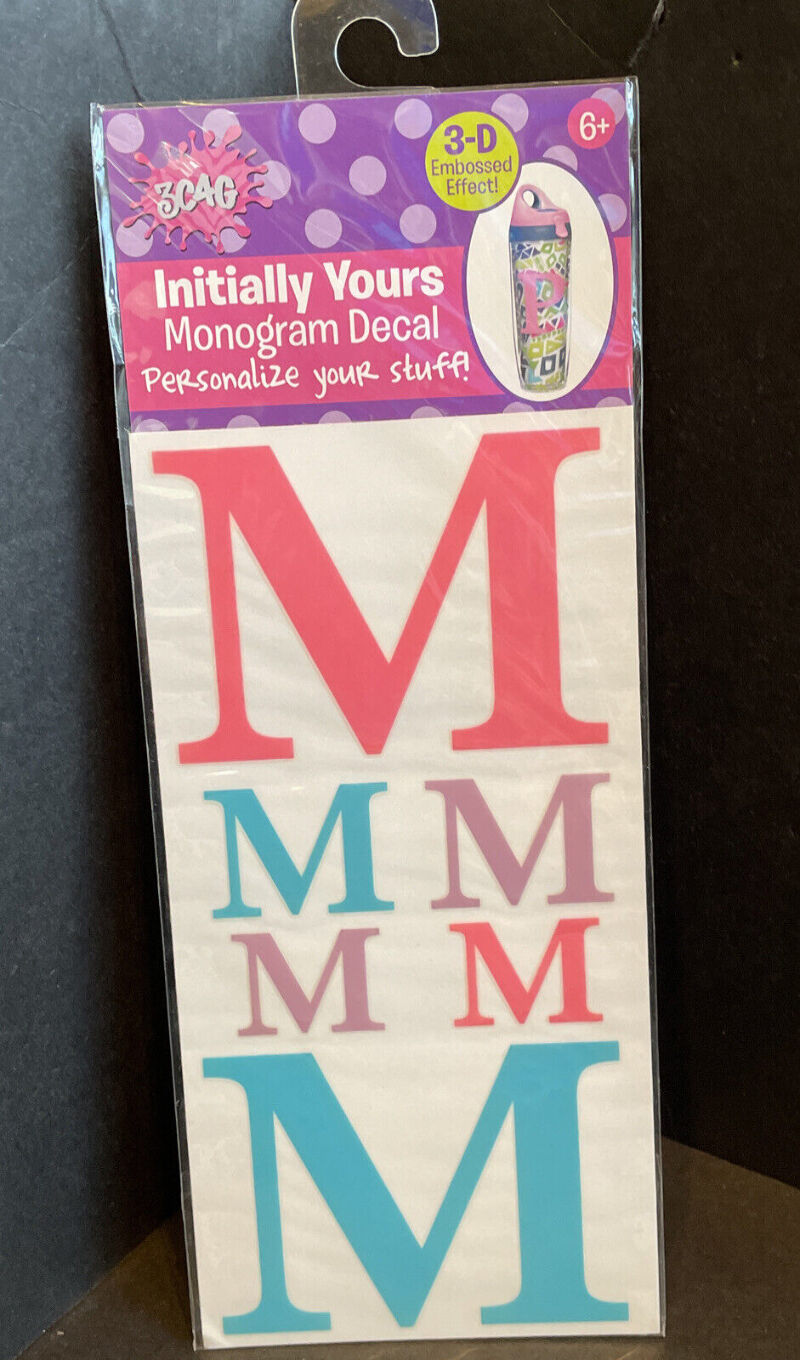 3C4G
3-D
Embossed
Effect!
6+
P
Initially Yours
Monogram Decal
Personalize your stuff!
M
M M
M M
M